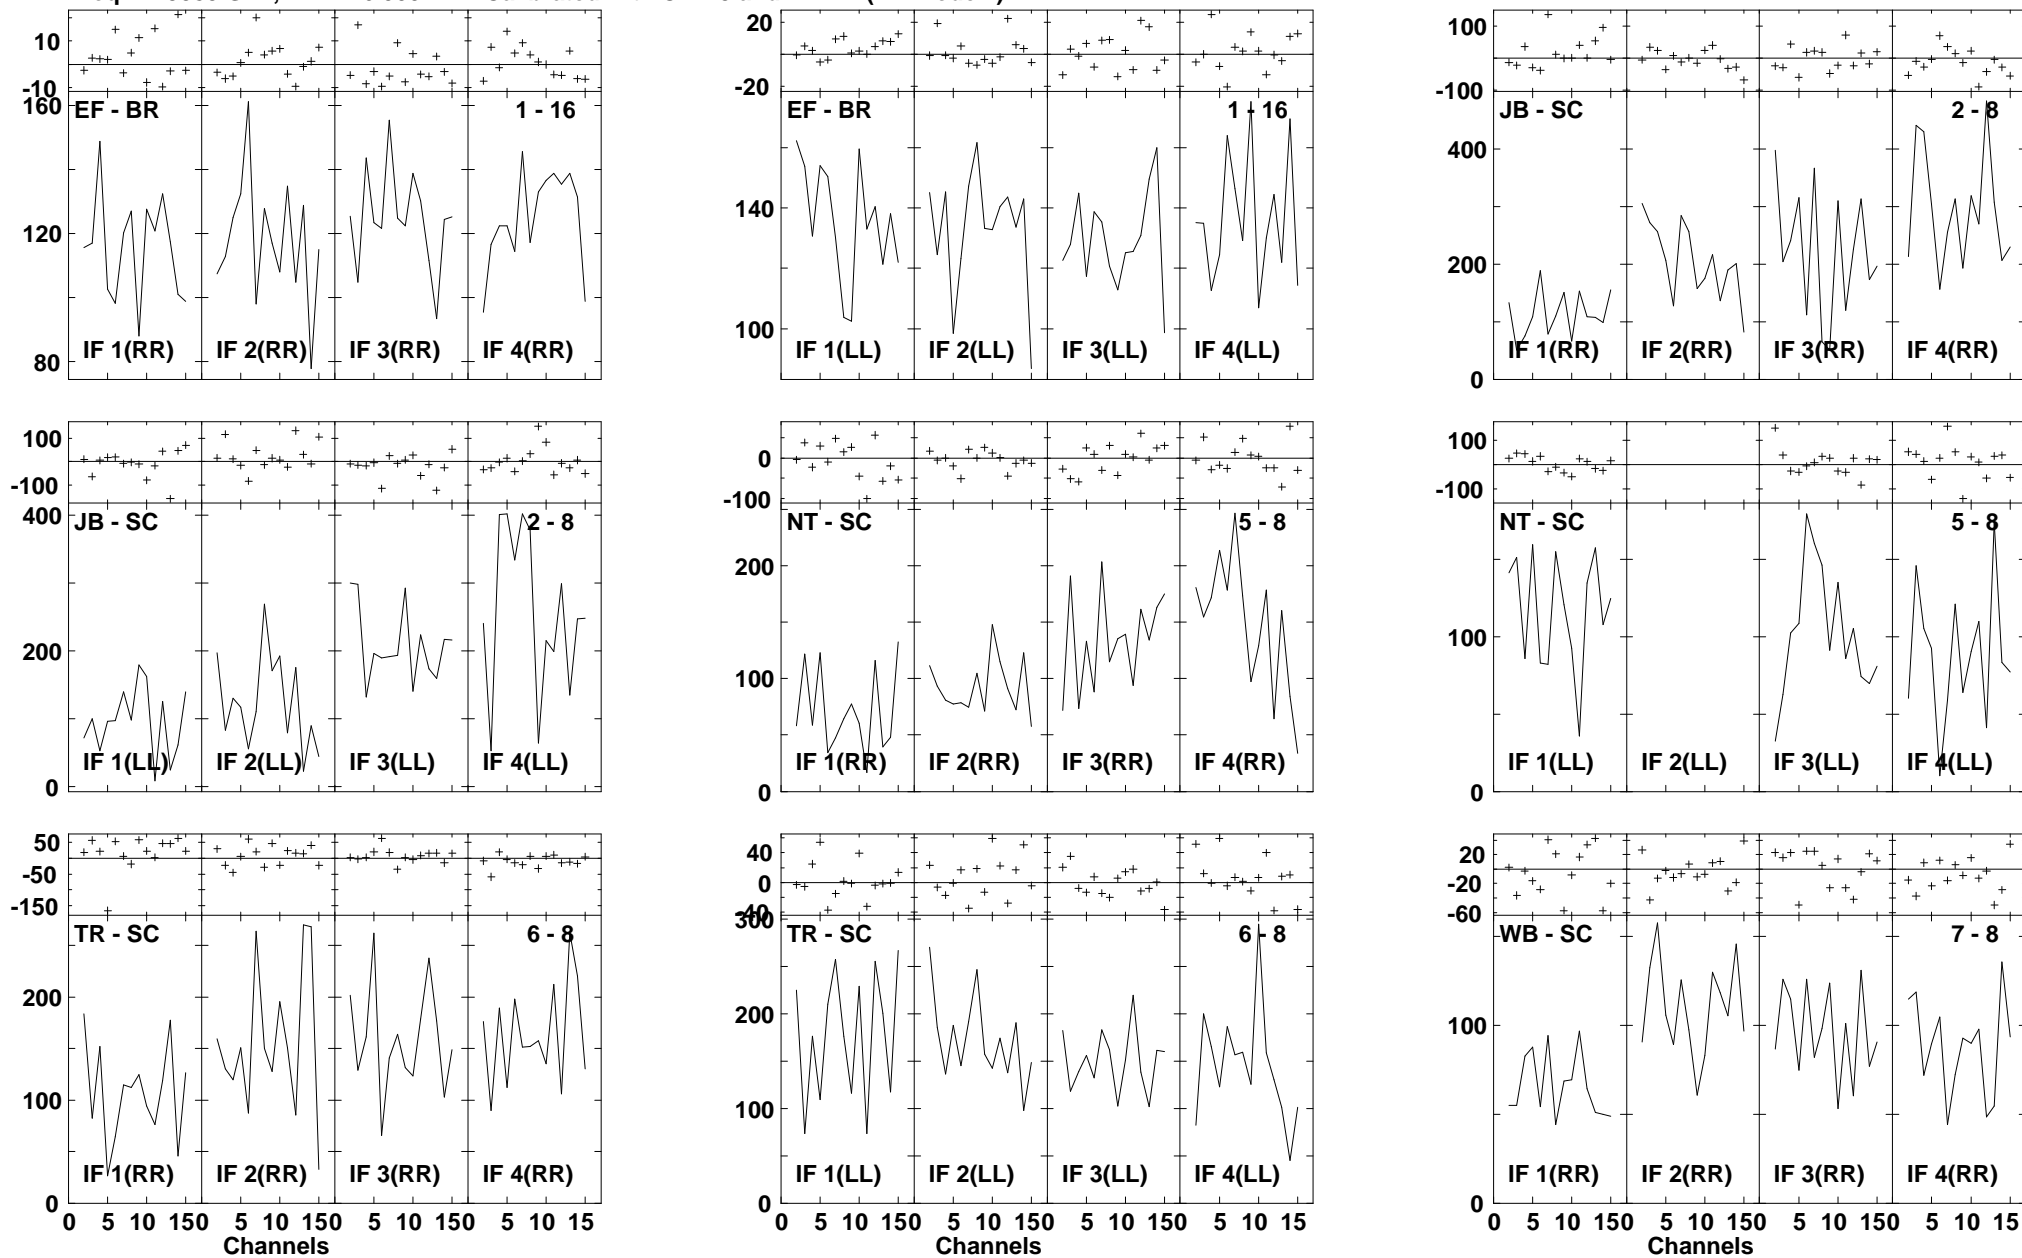 10
-10
160
120
80
EF - BR
1 - 16
IF 1(RR)
IF 2(RR)
IF 3(RR)
IF 4(RR)
20
-20
140
100
EF - BR
1 - 16
IF 1(LL)
IF 2(LL)
IF 3(LL)
IF 4(LL)
100
-100
400
200
0
JB - SC
2 - 8
IF 1(RR)
IF 2(RR)
IF 3(RR)
IF 4(RR)
100
-100
400
200
0
JB - SC
2 - 8
IF 1(LL)
IF 2(LL)
IF 3(LL)
IF 4(LL)
0
-100
200
100
0
NT - SC
5 - 8
IF 1(RR)
IF 2(RR)
IF 3(RR)
IF 4(RR)
100
-100
100
0
NT - SC
5 - 8
IF 1(LL)
IF 2(LL)
IF 3(LL)
IF 4(LL)
50
-50
-150
200
100
0
TR - SC
6 - 8
IF 1(RR)
IF 2(RR)
IF 3(RR)
IF 4(RR)
0 5 10 150 5 10 150 5 10 150 5 10 15
Channels
40
0
-40
300
200
100
0
TR - SC
6 - 8
IF 1(LL)
IF 2(LL)
IF 3(LL)
IF 4(LL)
0 5 10 150 5 10 150 5 10 150 5 10 15
Channels
20
-20
-60
100
0
WB - SC
7 - 8
IF 1(RR)
IF 2(RR)
IF 3(RR)
IF 4(RR)
0 5 10 150 5 10 150 5 10 150 5 10 15
Channels